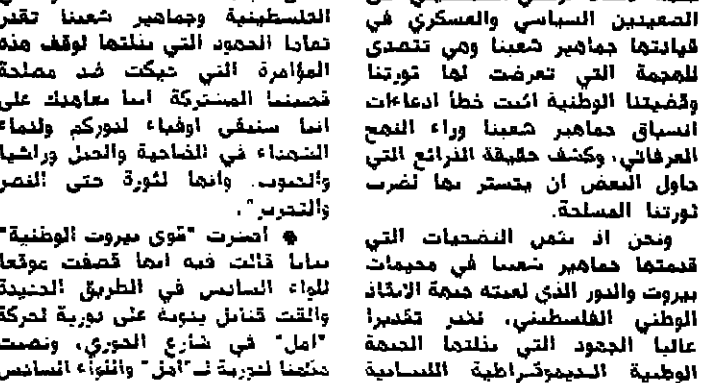 الصعيدين السياسي والعسكري في
قيادتها جماهير شعبنا وهي تتصدى
للهجمة التي تعرضت لها ثورتنا
وقضيتنا الوطنية اثبت خطأ ادعاءات
انسياق جماهير شعبنا وراء النهج
العرفاتي، وكشف حقيقة الذرائع التي
حاول البعض ان يتستر بها لضرب
ثورتنا المسلحة.
ونحن اذ نثمن التضحيات التي
قدمتها جماهير شعبنا في مخيمات
بيروت والدور الذي لعبته جبهة الانقاذ
الوطني الفلسطيني، نقدر تقديرا
عاليا الجهود التي بذلتها الجبهة
الوطنية الديموقراطية اللبنانية
الفلسطينية وجماهير شعبنا تقدر
تماما الجهود التي بذلتها لوقف هذه
المؤامرة التي حيكت ضد مصلحة
قضيتنا المشتركة اننا نعاهدك على
اننا سنبقى اوفياء لدوركم ولدماء
الشهداء في الضاحية والجبل وراشيا
والجنوب. وانها لثورة حتى النصر
والتحرير".
● اصدرت "قوى بيروت الوطنية"
بيانا قالت فيه انها قصفت موقعا
للواء السادس في الطريق الجديدة
والقت قنابل يدوية على دورية لحركة
"امل" في شارع الحوري، ونصبت
مكمنا لدورية لـ"امل" واللواء السادس